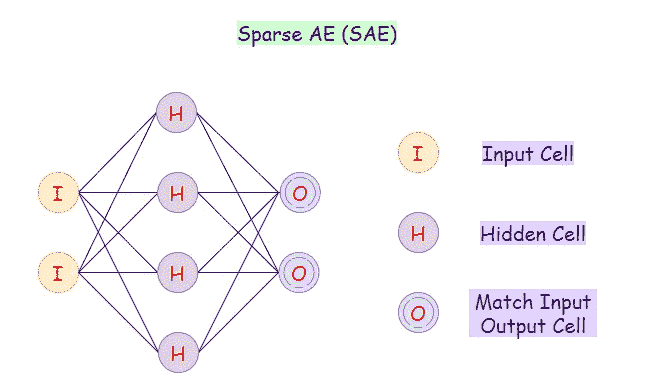 Sparse AE (SAE)
H
I
H
O
I
H
O
H
I
Input Cell
H
Hidden Cell
O
Match Input
Output Cell